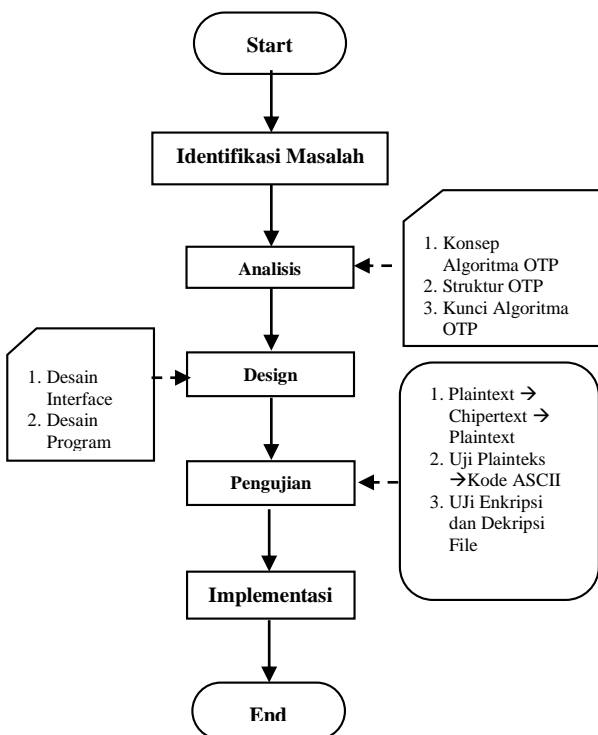 Start
Identifikasi Masalah
Analisis
1. Konsep
Algoritma OTP
2. Struktur OTP
3. Kunci Algoritma
OTP
Design
1. Desain
Interface
2. Desain
Program
Pengujian
1. Plaintext →
Chipertext →
Plaintext
2. Uji Plainteks
→Kode ASCII
3. UJi Enkripsi
dan Dekripsi
File
Implementasi
End